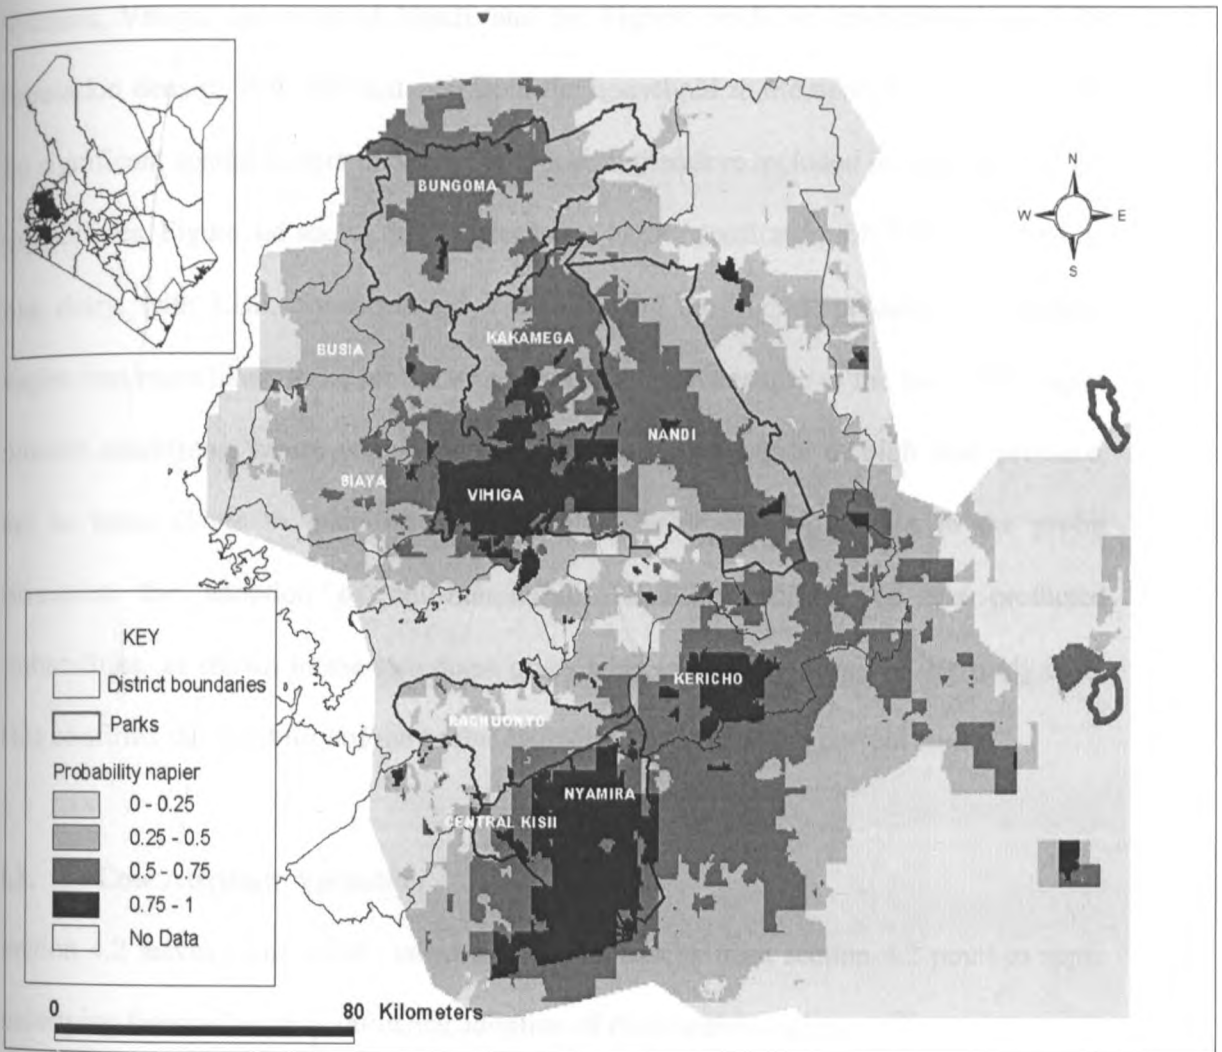 N
W E
S
BUNGOMA
KAKAMEGA
BUSIA
NANDI
SIAYA
VIHIGA
KERICHO
RACHUONYO
NYAMIRA
CENTRAL KISII
KEY
District boundaries
Parks
Probability napier
0 - 0.25
0.25 - 0.5
0.5 - 0.75
0.75 - 1
No Data
0 80 Kilometers